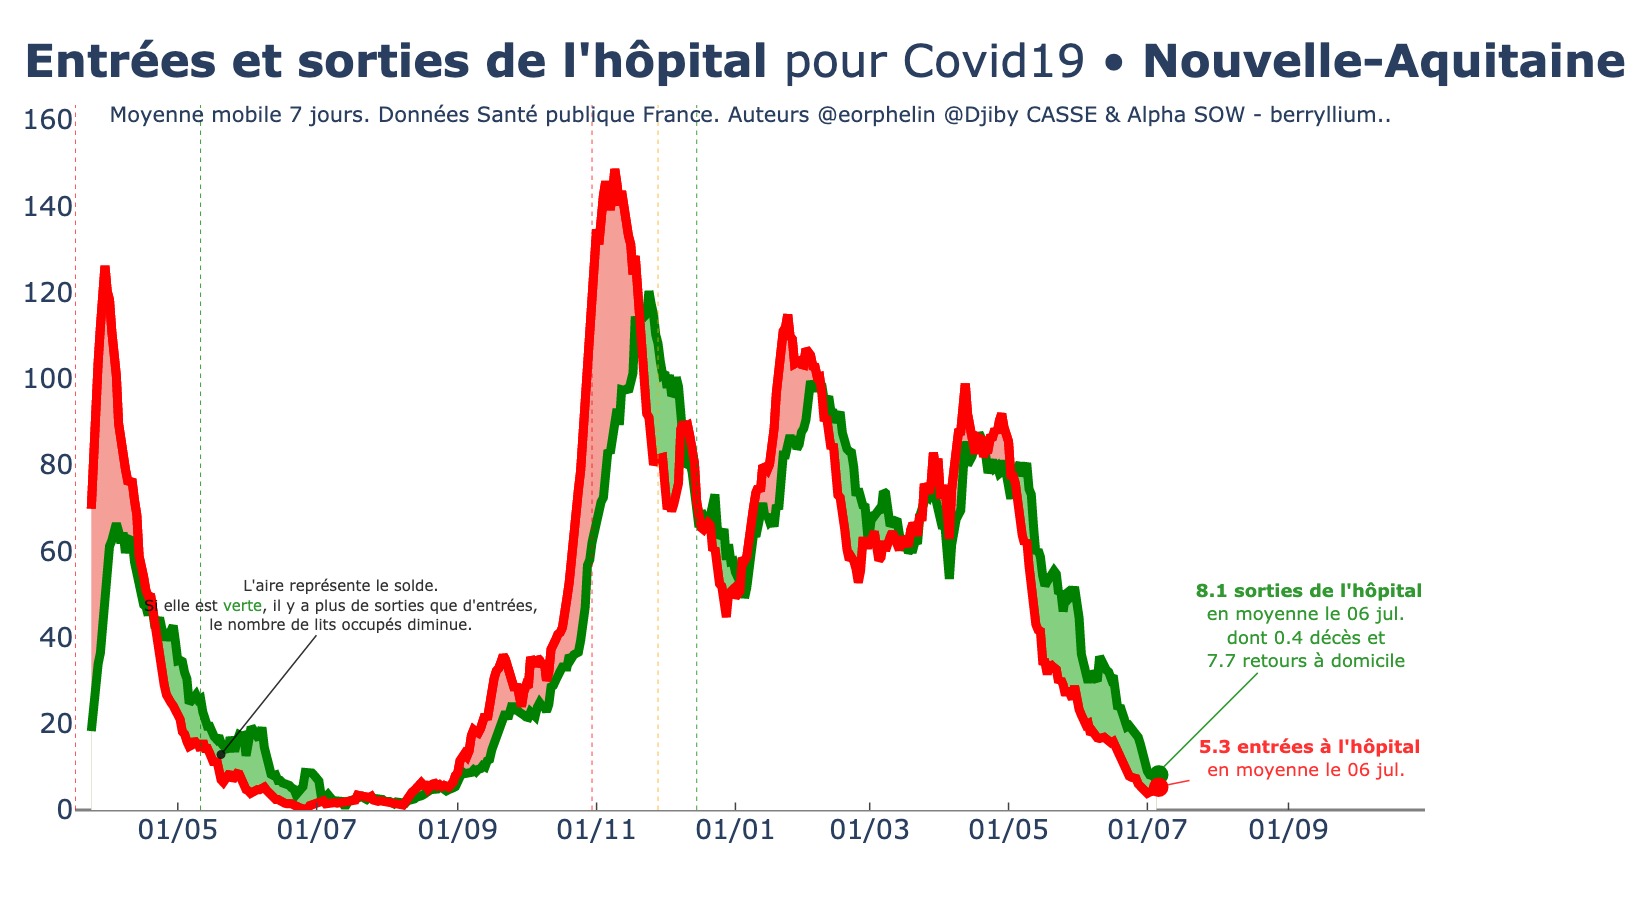 Entrées et sorties de l'hôpital pour Covid19 • Nouvelle-Aquitaine
Moyenne mobile 7 jours. Données Santé publique France. Auteurs @eorphelin @Djiby CASSE & Alpha SOW - berryllium..
160
140
120
100
80
60
40
20
0
L'aire représente le solde.
Si elle est verte, il y a plus de sorties que d'entrées,
le nombre de lits occupés diminue.
8.1 sorties de l'hôpital
en moyenne le 06 jul.
dont 0.4 décès et
7.7 retours à domicile
5.3 entrées à l'hôpital
en moyenne le 06 jul.
01/05 01/07 01/09 01/11 01/01 01/03 01/05 01/07 01/09